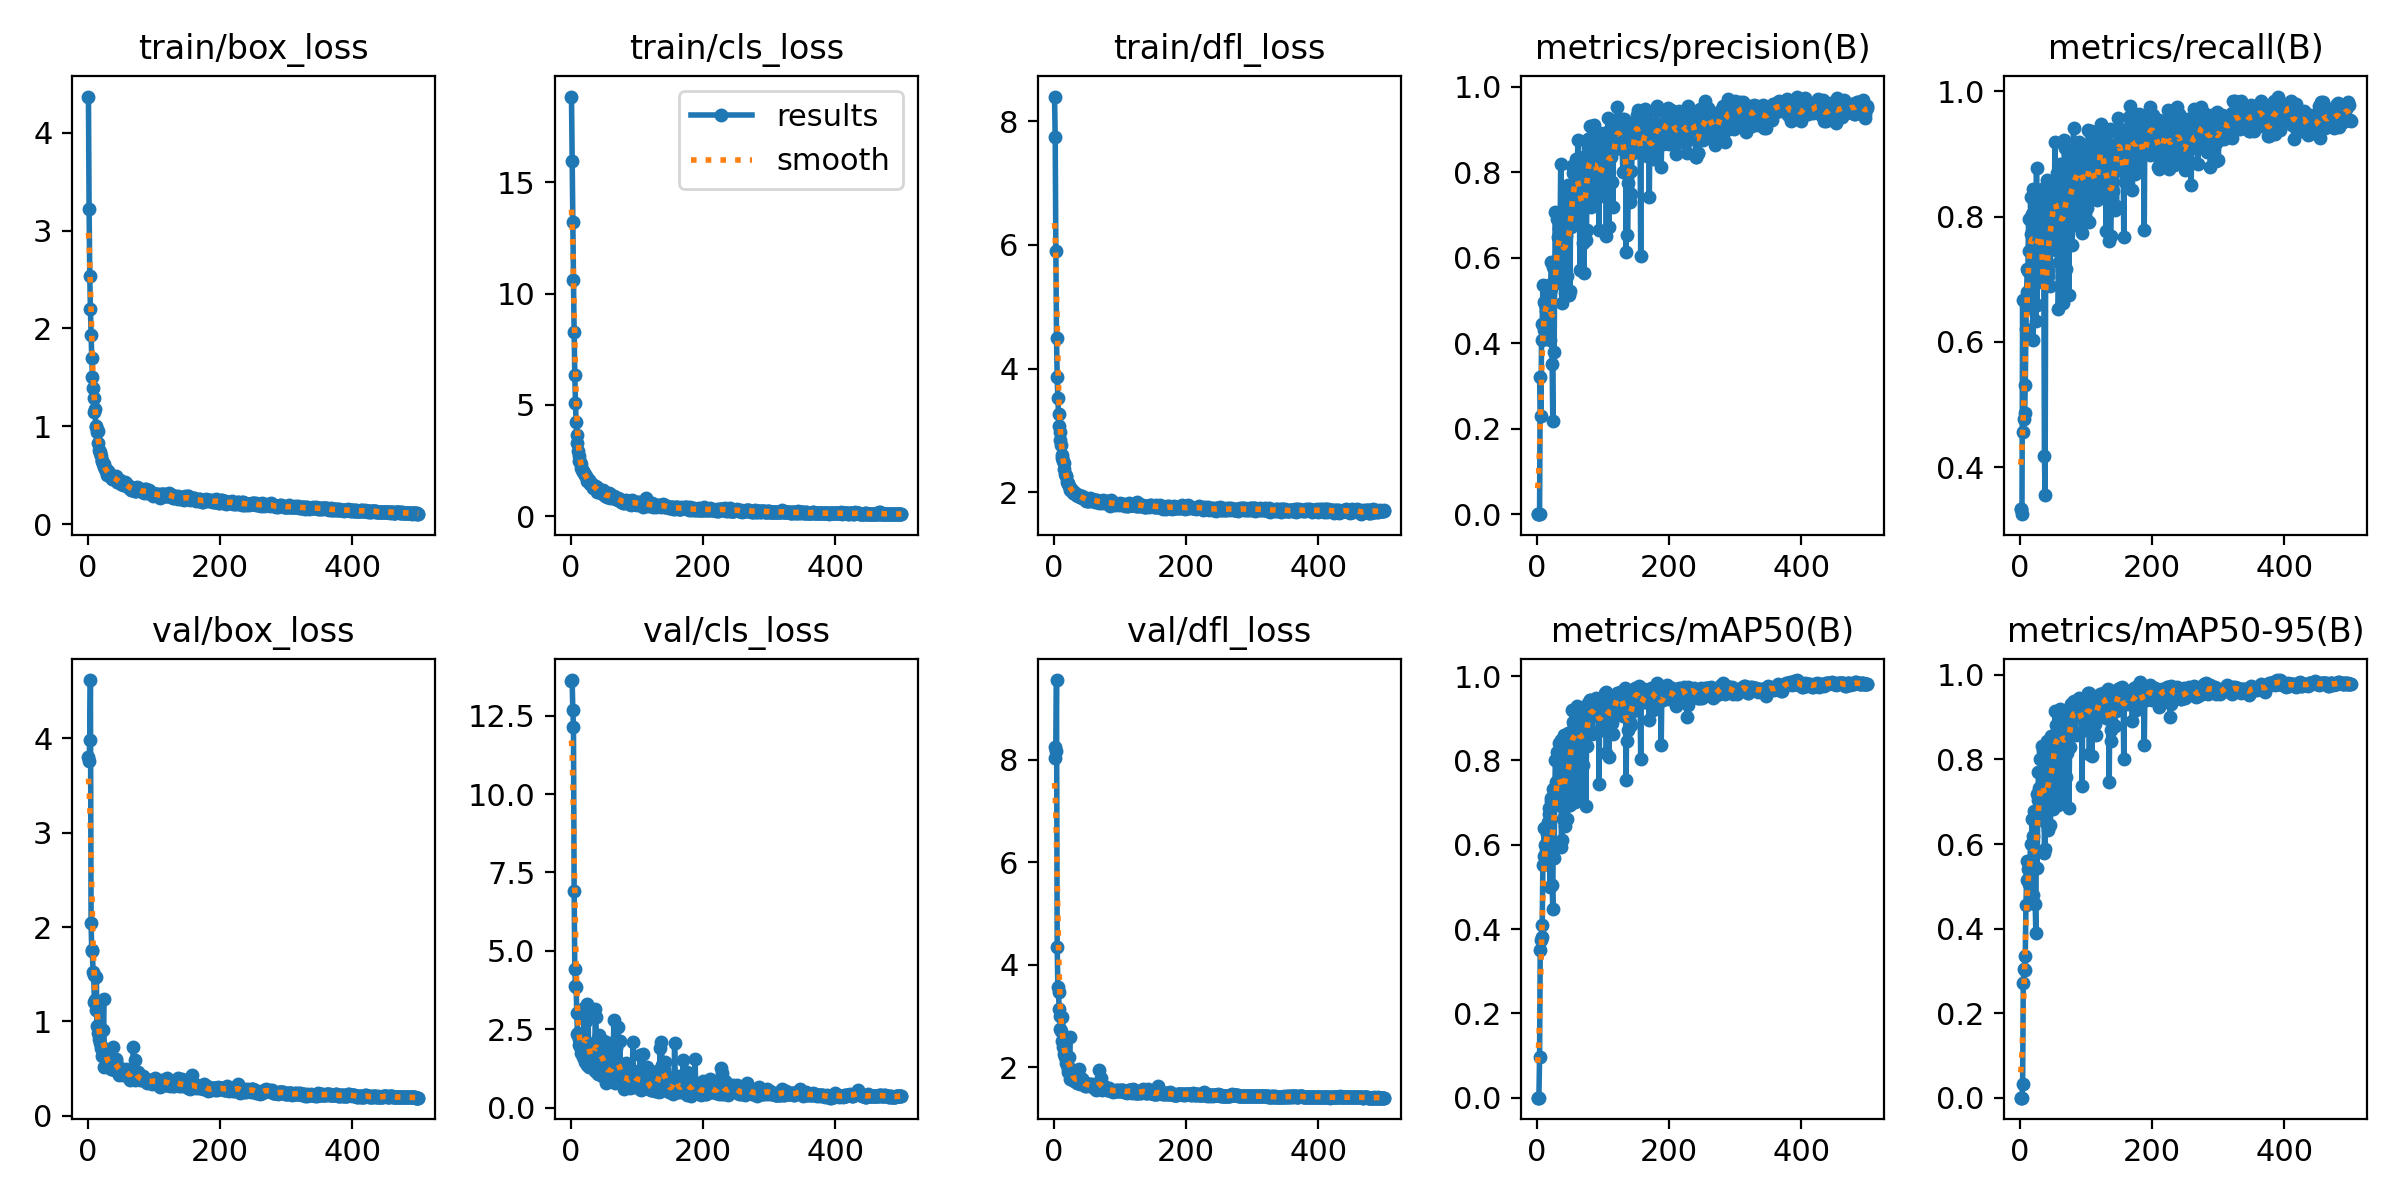 train/box_loss
train/cls_loss
train/dfl_loss
metrics/precision(B)
metrics/recall(B)
results
smooth
4
3
2
1
0
0 200 400
15
10
5
0
0 200 400
8
6
4
2
0 200 400
1.0
0.8
0.6
0.4
0.2
0.0
0 200 400
1.0
0.8
0.6
0.4
0 200 400
val/box_loss
val/cls_loss
val/dfl_loss
metrics/mAP50(B)
metrics/mAP50-95(B)
4
3
2
1
0
0 200 400
12.5
10.0
7.5
5.0
2.5
0.0
0 200 400
8
6
4
2
0 200 400
1.0
0.8
0.6
0.4
0.2
0.0
0 200 400
1.0
0.8
0.6
0.4
0.2
0.0
0 200 400